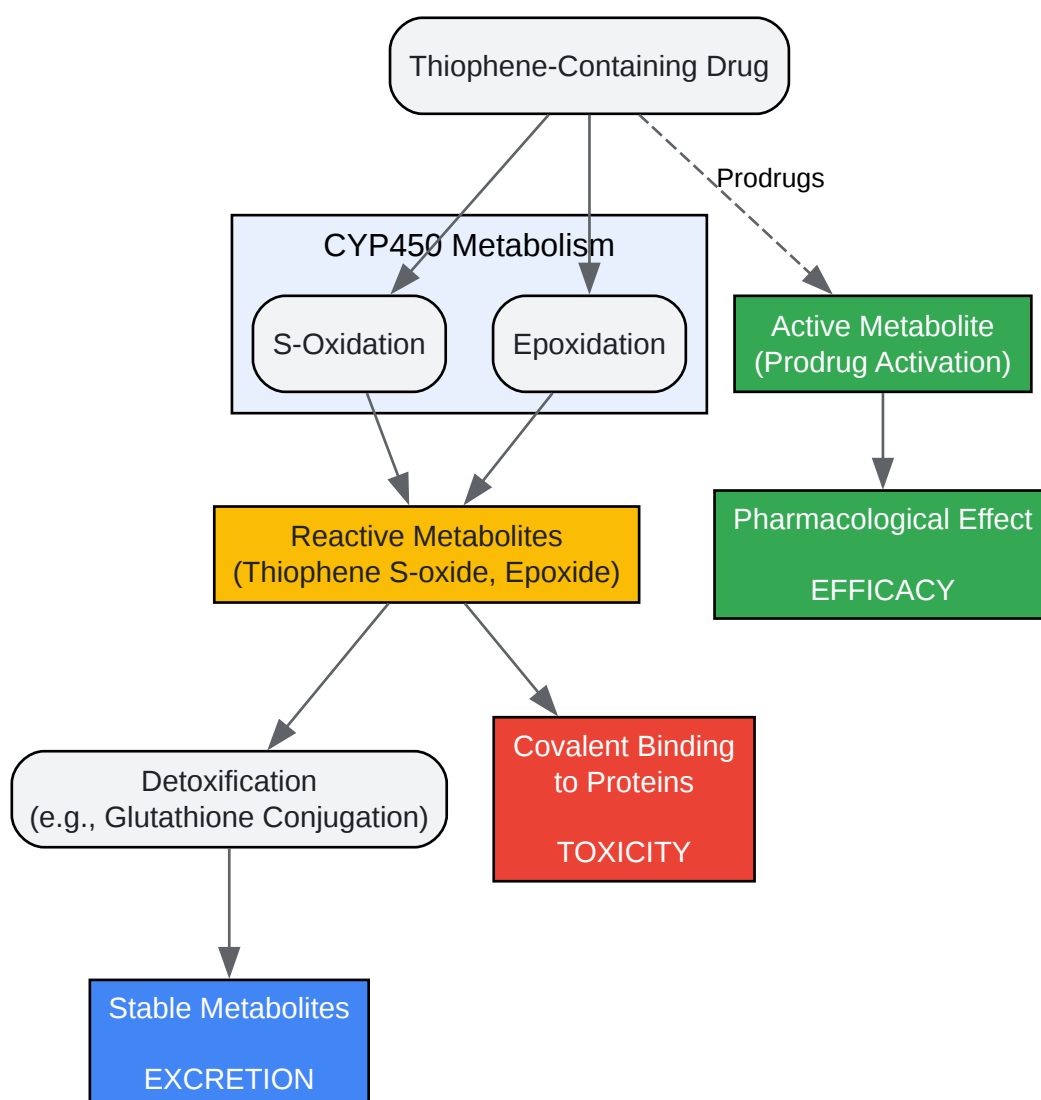 Thiophene-Containing Drug
Prodrugs
CYP450 Metabolism
S-Oxidation
Epoxidation
Active Metabolite
(Prodrug Activation)
Reactive Metabolites
(Thiophene S-oxide, Epoxide)
Pharmacological Effect
EFFICACY
Detoxification
(e.g., Glutathione Conjugation)
Covalent Binding
to Proteins
TOXICITY
Stable Metabolites
EXCRETION